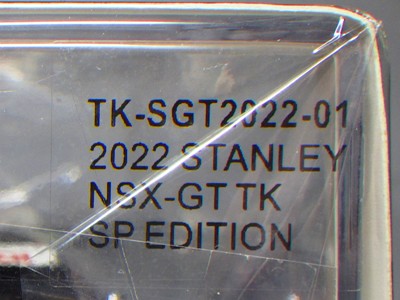 TK-SGT2022-01
2022 STANLEY
NSX-GT TK
SP EDITION